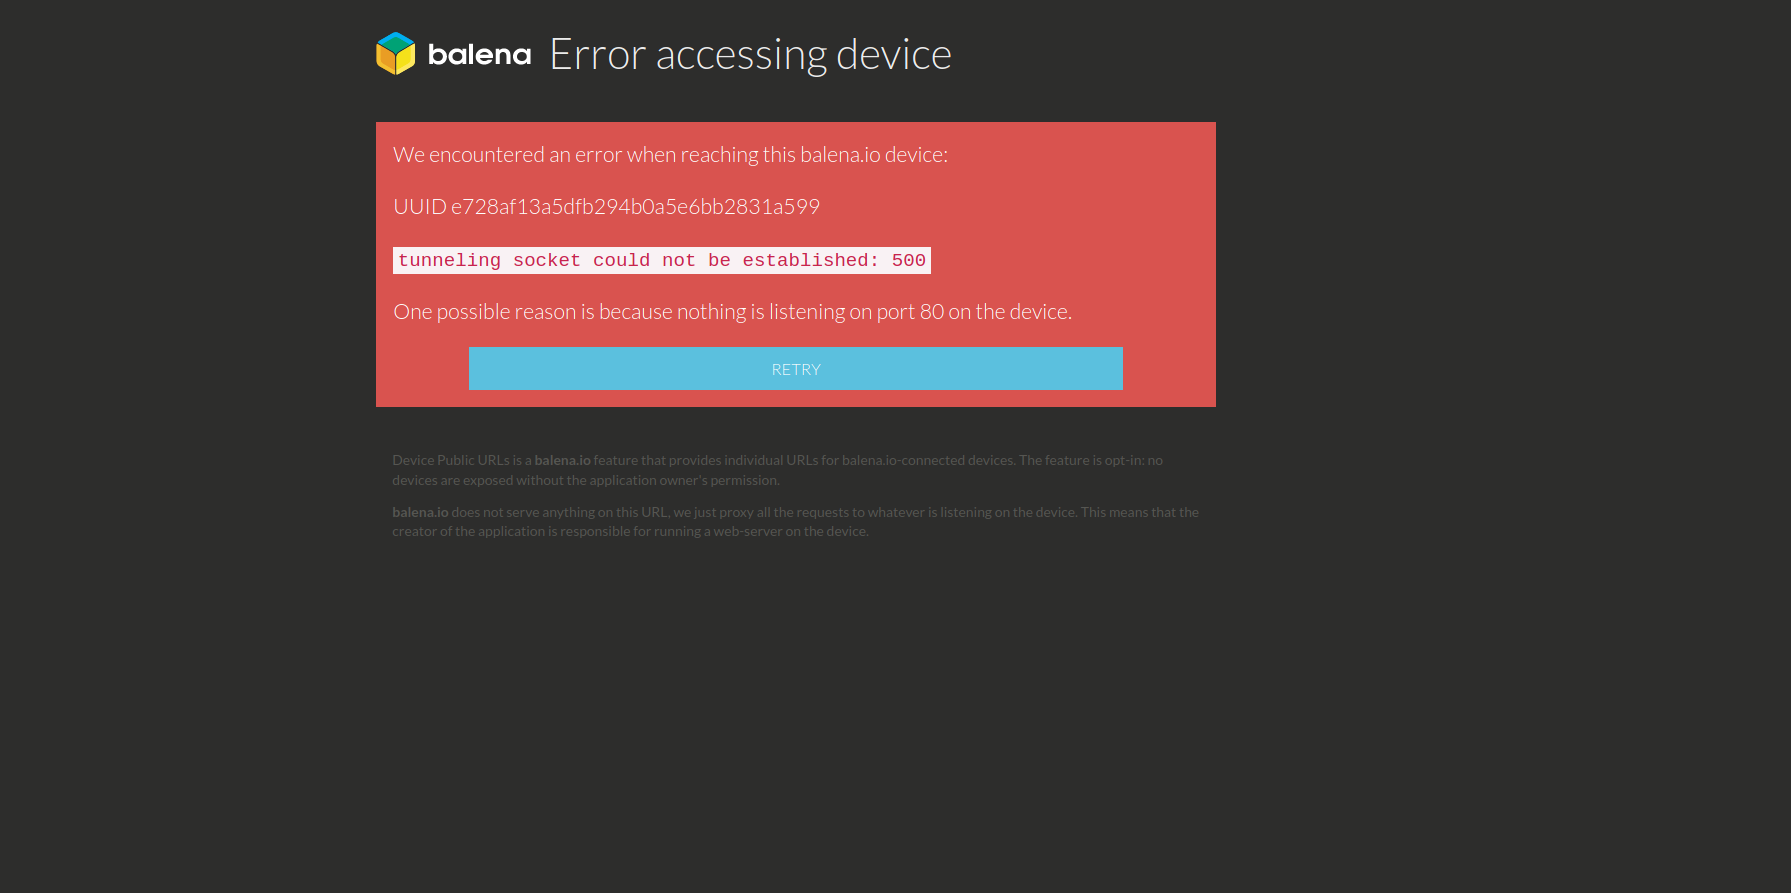 balena Error accessing device
We encountered an error when reaching this balena.io device:
UUID e728af13a5dfb294b0a5e6bb2831a599
tunneling socket could not be established: 500
One possible reason is because nothing is listening on port 80 on the device.
RETRY
Device Public URLs is a balena.io feature that provides individual URLs for balena.io-connected devices. The feature is opt-in: no
devices are exposed without the application owner's permission.
balena.io does not serve anything on this URL, we just proxy all the requests to whatever is listening on the device. This means that the
creator of the application is responsible for running a web-server on the device.